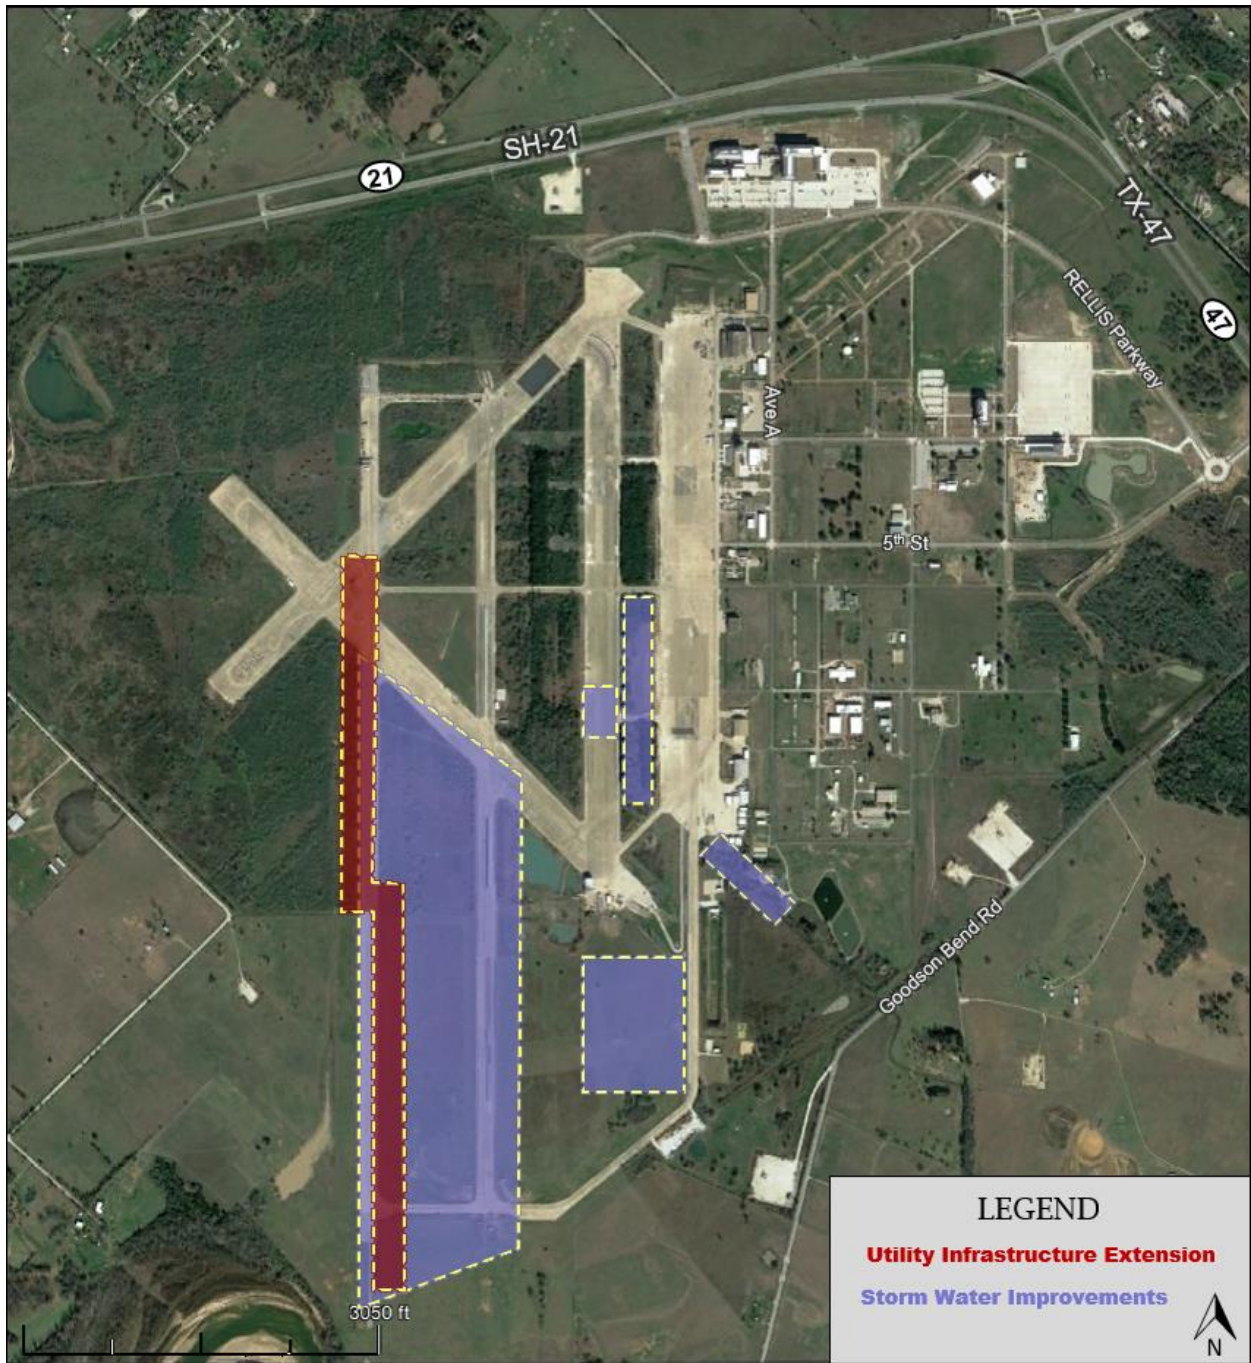 SH-21
21
TX-47
47
RELLIS Parkway
Ave A
5th St
Goodson Bend Rd
3050 ft
LEGEND
Utility Infrastructure Extension
Storm Water Improvements
N